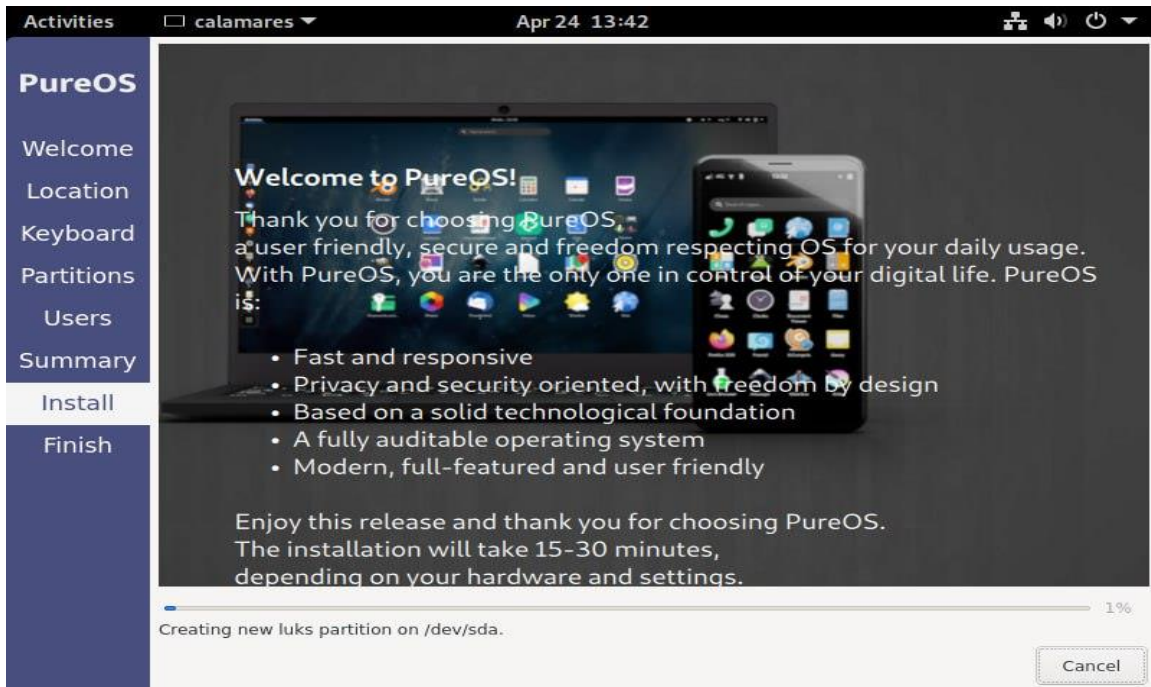 Activities calamares Apr 24 13:42
PureOS
Welcome
Location
Keyboard
Partitions
Users
Summary
Install
Finish
Welcome to PureOS!
Thank you for choosing PureOS,
a user friendly, secure and freedom respecting OS for your daily usage.
With PureOS, you are the only one in control of your digital life. PureOS
is:
• Fast and responsive
• Privacy and security oriented, with freedom by design
• Based on a solid technological foundation
• A fully auditable operating system
• Modern, full-featured and user friendly
Enjoy this release and thank you for choosing PureOS.
The installation will take 15-30 minutes,
depending on your hardware and settings.
1%
Creating new luks partition on /dev/sda.
Cancel